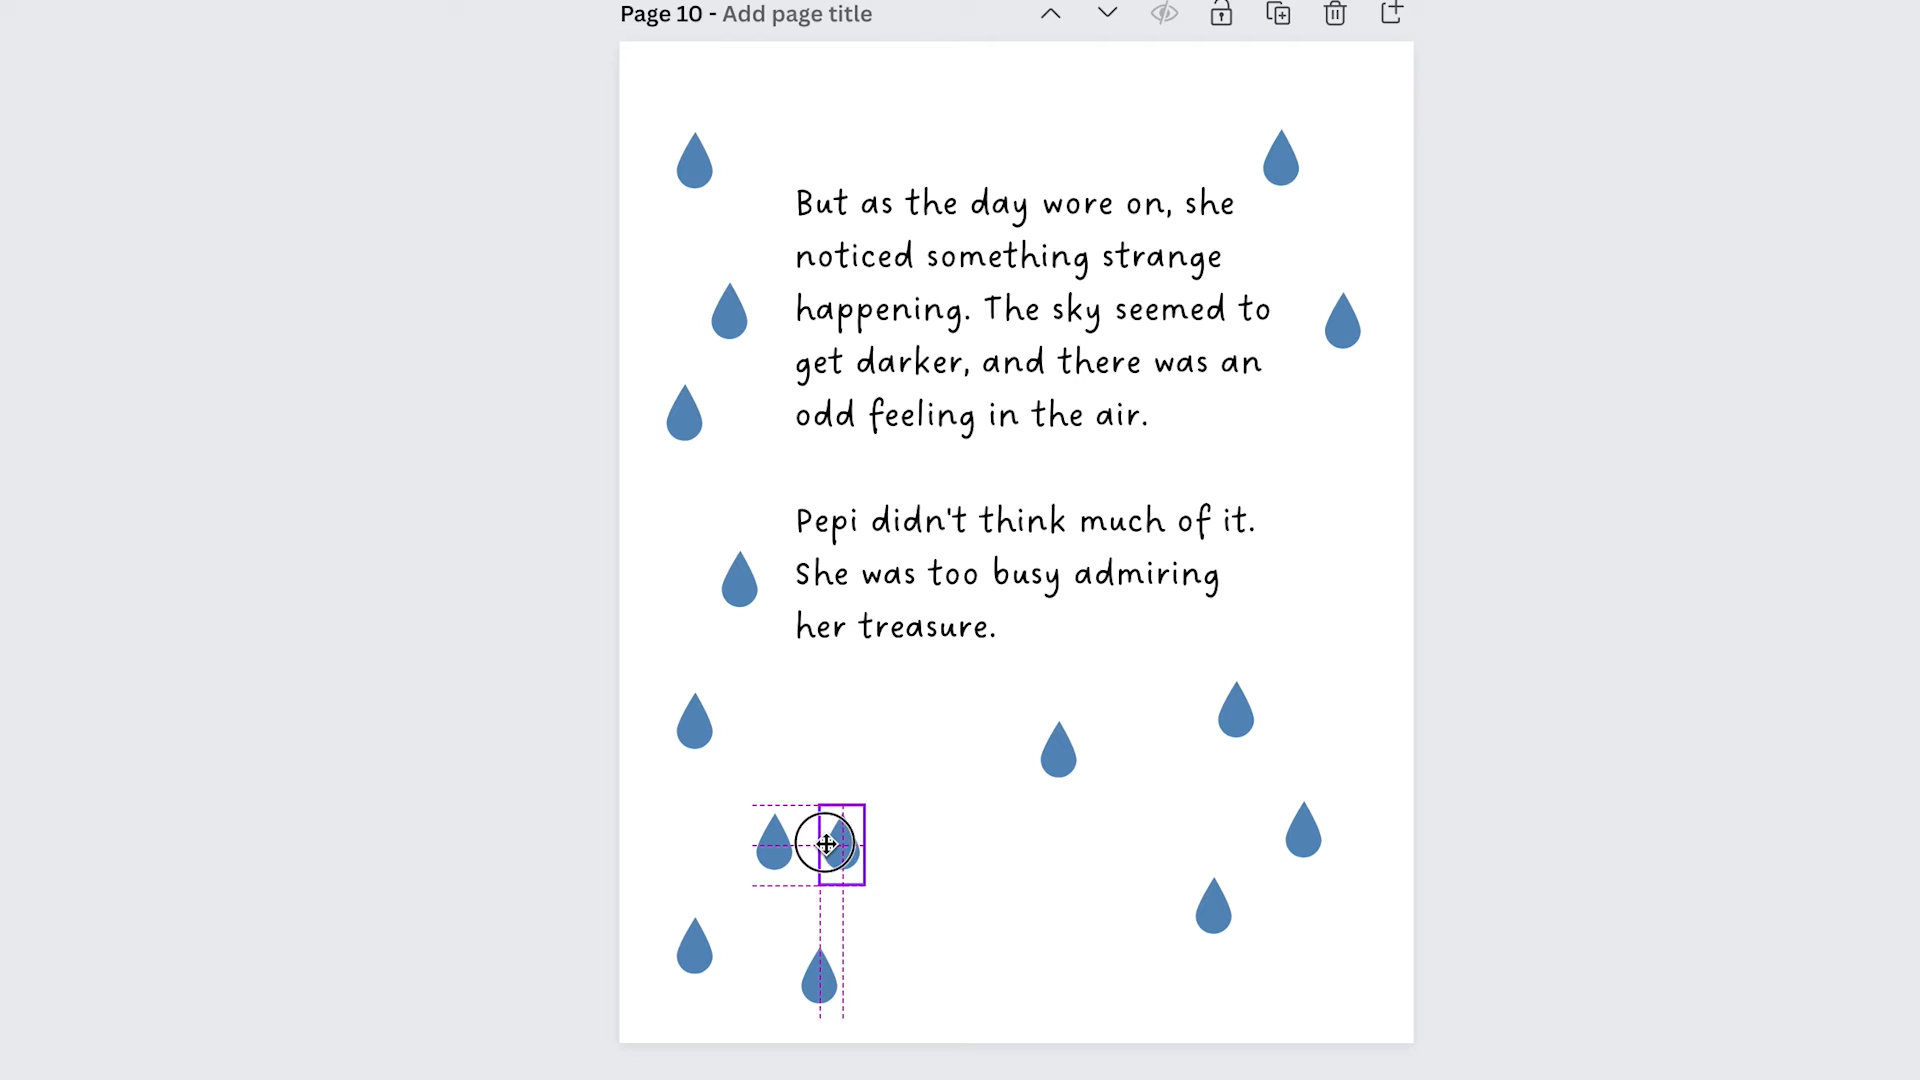 Page 10 - Add page title
But as the day wore on, she
noticed something strange
happening. The sky seemed to
get darker, and there was an
odd feeling in the air.
Pepi didn't think much of it.
She was too busy admiring
her treasure.